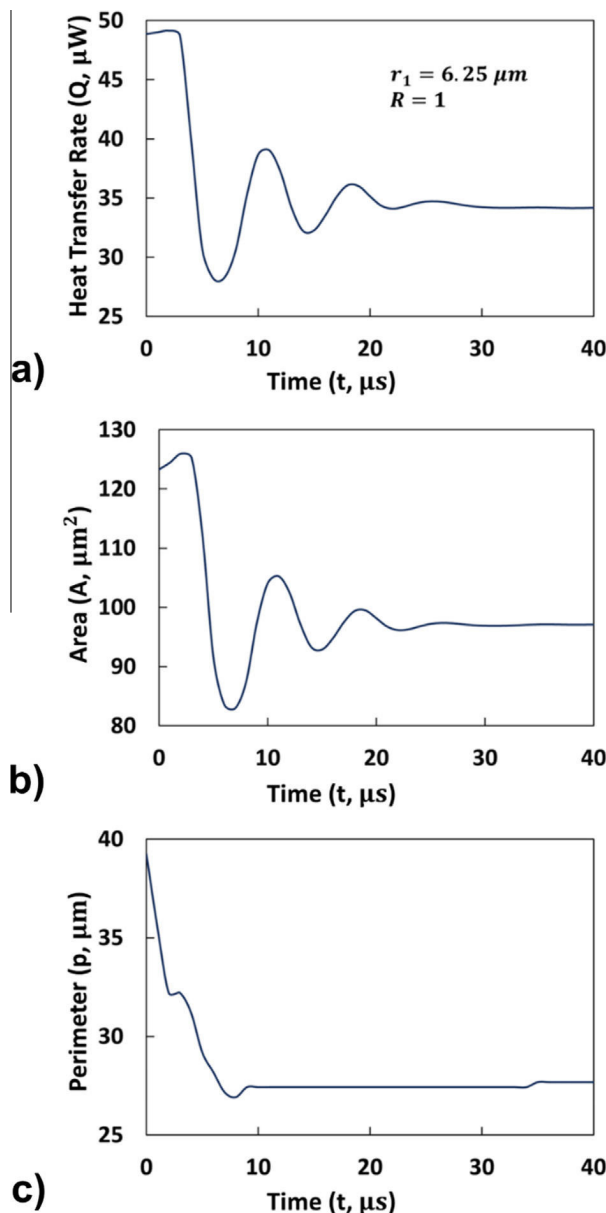 50
45
40
35
30
25
Heat Transfer Rate (Q, μW)
r₁ = 6.25 μm
R = 1
0 10 20 30 40
Time (t, μs)
a)
130
120
110
100
90
80
Area (A, μm²)
0 10 20 30 40
Time (t, μs)
b)
40
35
30
25
Perimeter (p, μm)
0 10 20 30 40
Time (t, μs)
c)